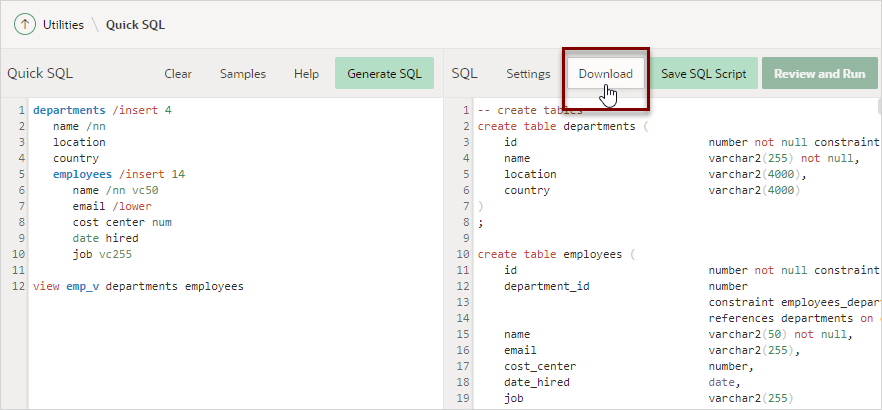 Utilities \ Quick SQL
Quick SQL Clear Samples Help Generate SQL
1 departments /insert 4
2 name /nn
3 location
4 country
5 employees /insert 14
6 name /nn vc50
7 email /lower
8 cost center num
9 date hired
10 job vc255
11
12 view emp_v departments employees
SQL Settings Download Save SQL Script Review and Run
1 -- create tables
2 create table departments (
3 id number not null constraint
4 name varchar2(255) not null,
5 location varchar2(4000),
6 country varchar2(4000)
7 )
8 ;
9
10 create table employees (
11 id number not null constraint
12 department_id number
13 constraint employees_depar
14 references departments on
15 name varchar2(50) not null,
16 email varchar2(255),
17 cost_center number,
18 date_hired date,
19 job varchar2(255)